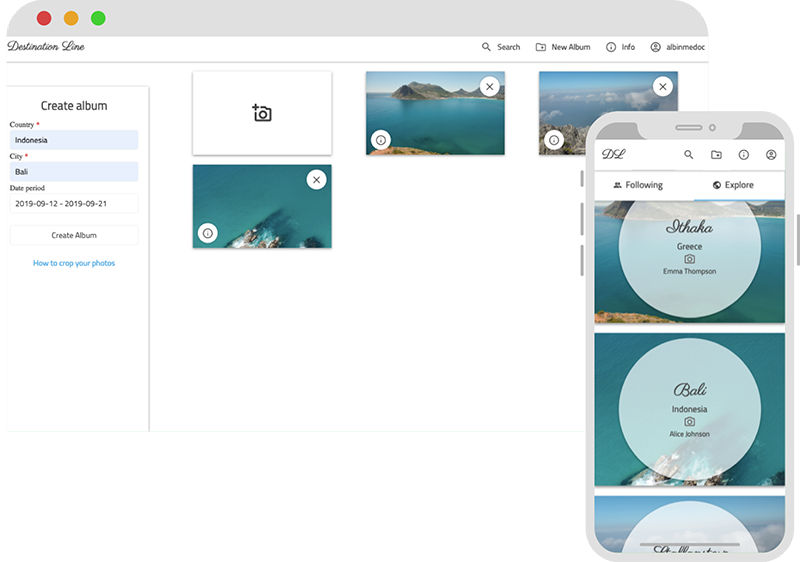 Destination Line
Search
New Album
Info
albinmedoc
Create album
Country *
Indonesia
City *
Bali
Date period
2019-09-12 - 2019-09-21
Create Album
How to crop your photos
DL
Following
Explore
Ithaka
Greece
Emma Thompson
Bali
Indonesia
Alice Johnson